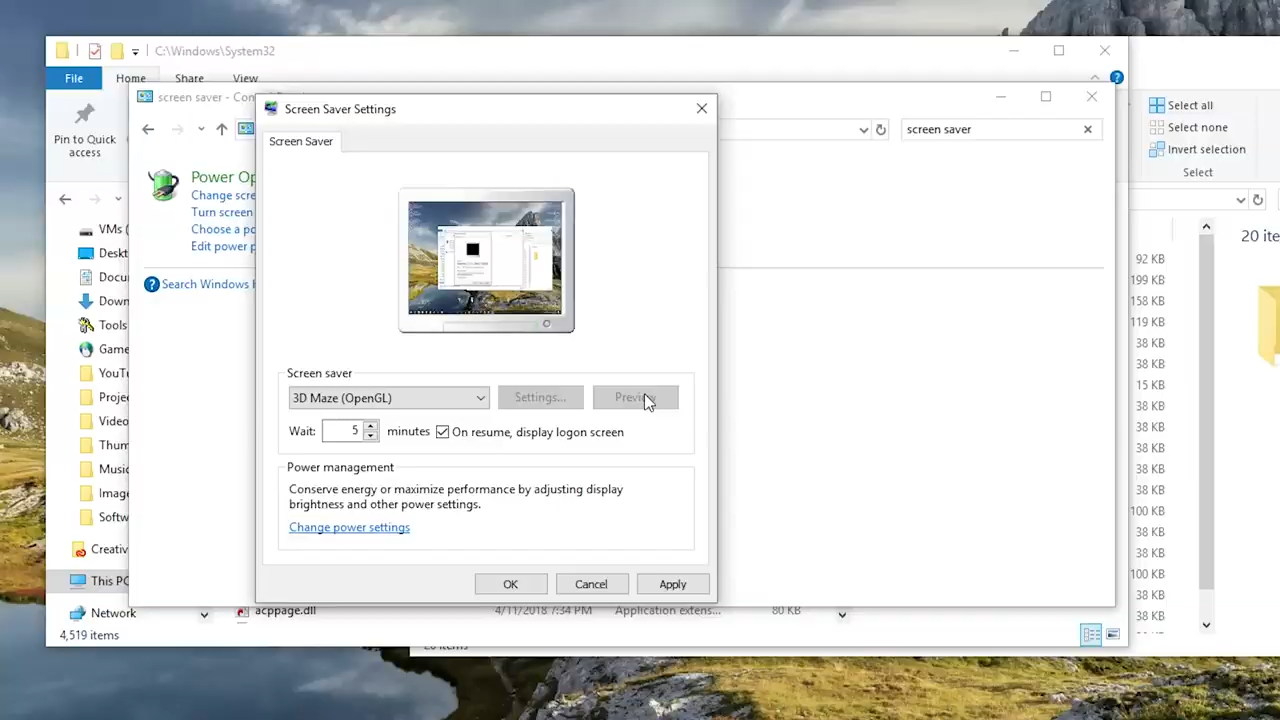 C:\Windows\System32
File Home Share View
screen saver - Con
Screen Saver Settings
Pin to Quick
access
screen saver
Select all
Select none
Invert selection
Select
Screen Saver
Power Op
Change scre
Turn screen
Choose a po
Edit power p
Search Windows
VMs (
Deskt
Docu
Down
Tools
Game
YouTu
Projec
Video
Thum
Music
Image
Softw
Creativ
This PC
Network
4,519 items
Screen saver
3D Maze (OpenGL)
Settings...
Preview
Wait: 5 minutes On resume, display logon screen
Power management
Conserve energy or maximize performance by adjusting display
brightness and other power settings.
Change power settings
OK Cancel Apply
acppage.dll 4/11/2018 7:34 PM Application extens... 80 KB
20 ite
92 KB
199 KB
158 KB
119 KB
38 KB
38 KB
15 KB
38 KB
38 KB
38 KB
38 KB
38 KB
100 KB
38 KB
38 KB
100 KB
38 KB
38 KB
20 items